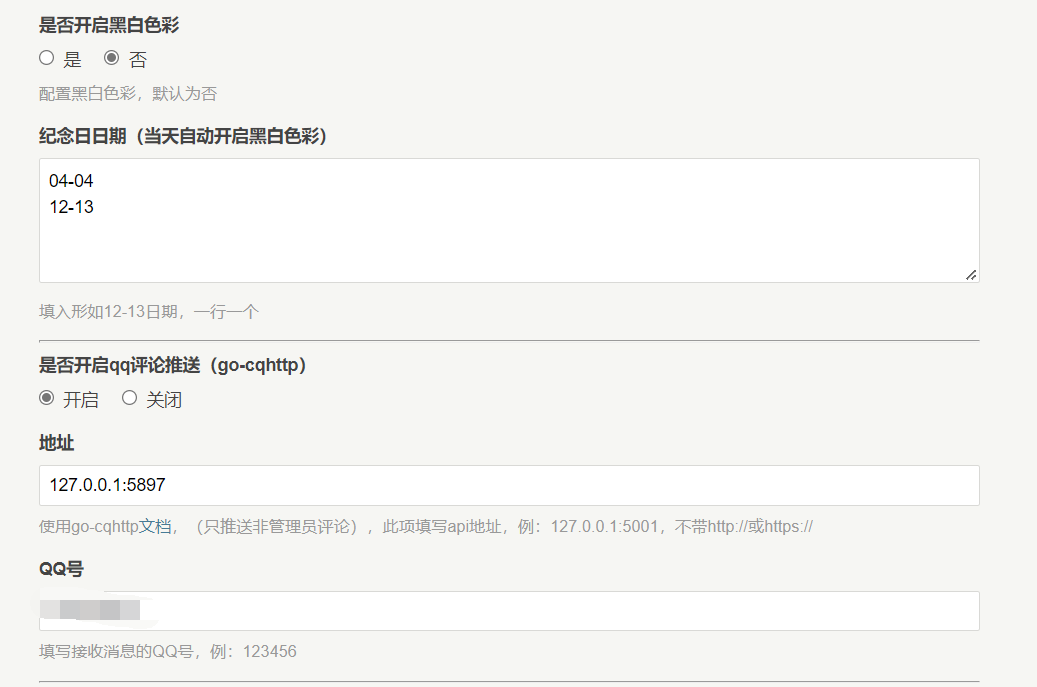 是否开启黑白色彩
是 否
配置黑白色彩，默认为否
纪念日日期（当天自动开启黑白色彩）
04-04
12-13
填入形如12-13日期，一行一个
是否开启qq评论推送（go-cqhttp）
开启 关闭
地址
127.0.0.1:5897
使用go-cqhttp文档，（只推送非管理员评论），此项填写api地址，例：127.0.0.1:5001，不带http://或https://
QQ号
填写接收消息的QQ号，例：123456